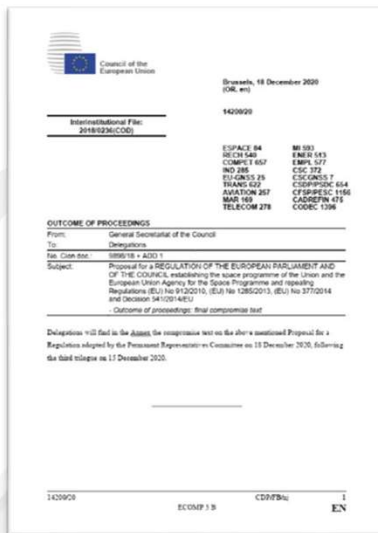 Council of the
European Union
Brussels, 18 December 2020
(OR. en)
14200/20
Interinstitutional File:
2018/0236(COD)
ESPACE 84
RECH 540
COMPET 657
IND 285
EU-GNSS 25
TRANS 622
AVIATION 257
MAR 169
TELECOM 278
MI 593
ENER 513
EMPL 577
CSC 372
CSCGNSS 7
CSDP/PSDC 654
CFSP/PESC 1156
CADREFIN 475
CODEC 1396
OUTCOME OF PROCEEDINGS
From: General Secretariat of the Council
To: Delegations
No. Cion doc.: 9898/18 + ADD 1
Subject: Proposal for a REGULATION OF THE EUROPEAN PARLIAMENT AND
OF THE COUNCIL establishing the space programme of the Union and the
European Union Agency for the Space Programme and repealing
Regulations (EU) No 912/2010, (EU) No 1285/2013, (EU) No 377/2014
and Decision 541/2014/EU
- Outcome of proceedings: final compromise text
Delegations will find in the Annex the compromise text on the above mentioned Proposal for a
Regulation adopted by the Permanent Representatives Committee on 18 December 2020, following
the third trilogue on 15 December 2020.
14200/20
1
ECOMP 3 B
EN